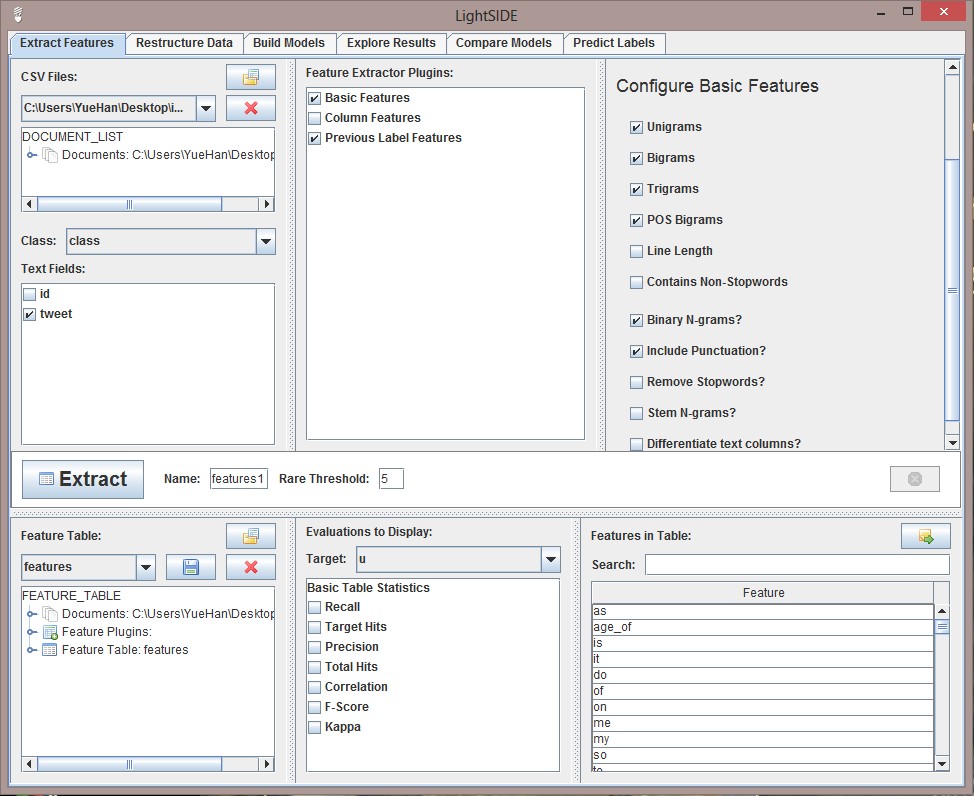 LightSIDE
Extract Features
Restructure Data
Build Models
Explore Results
Compare Models
Predict Labels
CSV Files:
C:\Users\YueHan\Desktop\i...
DOCUMENT_LIST
Documents: C:\Users\YueHan\Desktop
Class:
class
Text Fields:
id
tweet
Feature Extractor Plugins:
Basic Features
Column Features
Previous Label Features
Configure Basic Features
Unigrams
Bigrams
Trigrams
POS Bigrams
Line Length
Contains Non-Stopwords
Binary N-grams?
Include Punctuation?
Remove Stopwords?
Stem N-grams?
Differentiate text columns?
Extract
Name: features1
Rare Threshold: 5
Feature Table:
features
FEATURE_TABLE
Documents: C:\Users\YueHan\Desktop
Feature Plugins:
Feature Table: features
Evaluations to Display:
Target: u
Basic Table Statistics
Recall
Target Hits
Precision
Total Hits
Correlation
F-Score
Kappa
Features in Table:
Search:
Feature
as
age_of
is
it
do
of
on
me
my
so
to